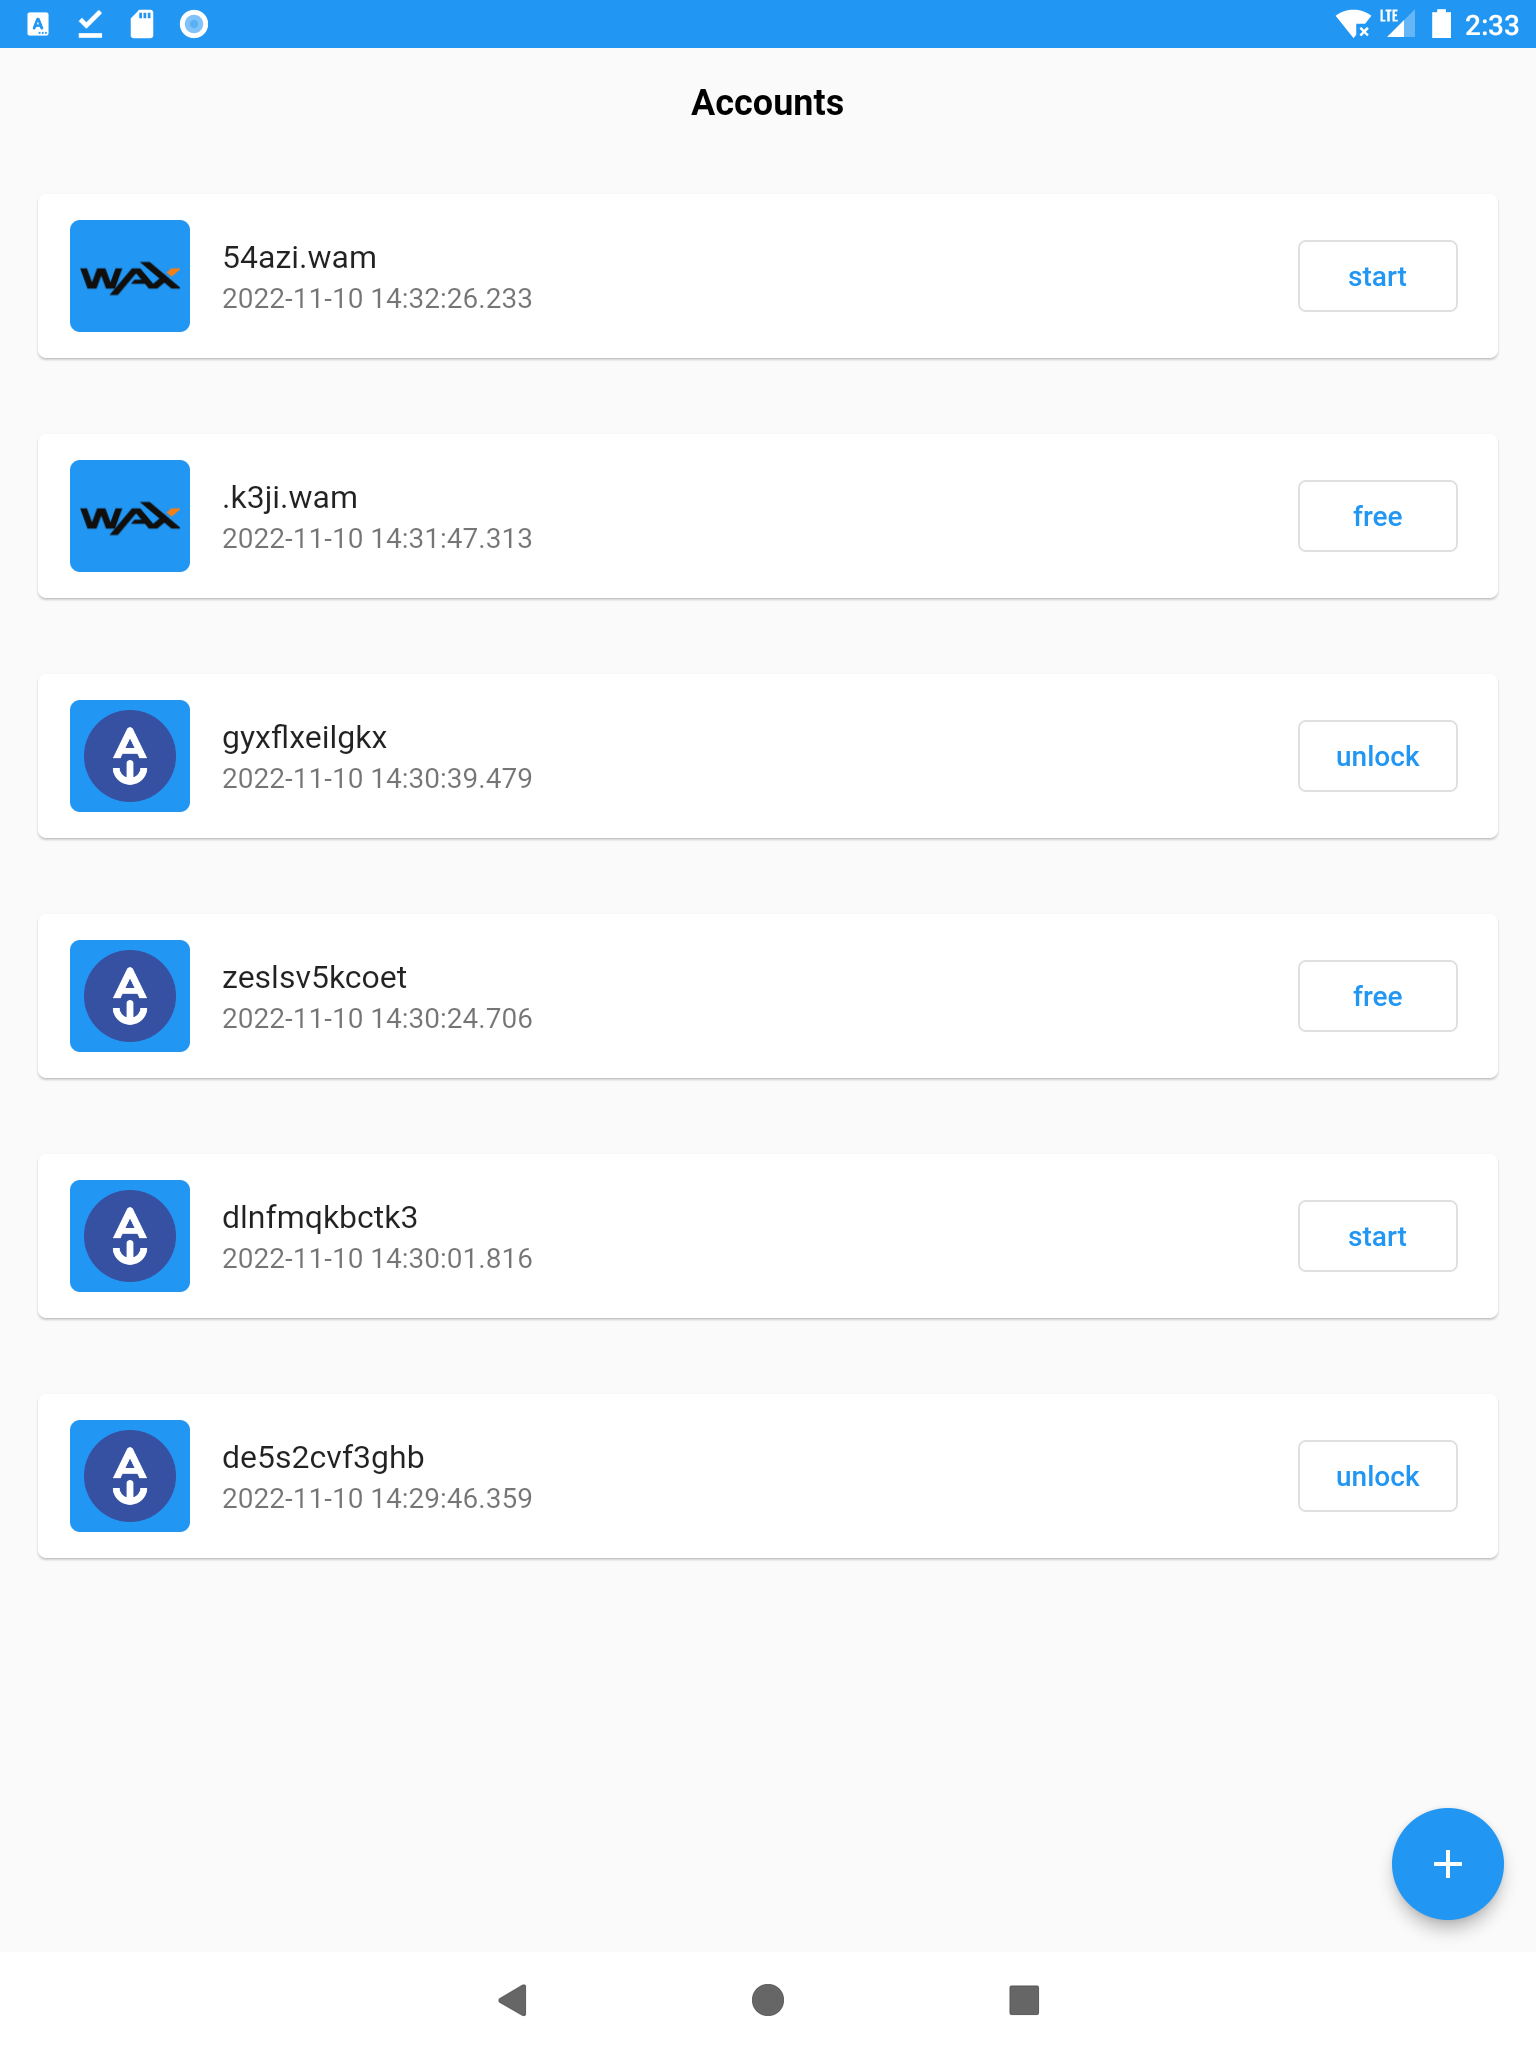 LTE 2:33
Accounts
WAX
54azi.wam
2022-11-10 14:32:26.233
start
WAX
.k3ji.wam
2022-11-10 14:31:47.313
free
gyxflxeilgkx
2022-11-10 14:30:39.479
unlock
zeslsv5kcoet
2022-11-10 14:30:24.706
free
dlnfmqkbctk3
2022-11-10 14:30:01.816
start
de5s2cvf3ghb
2022-11-10 14:29:46.359
unlock